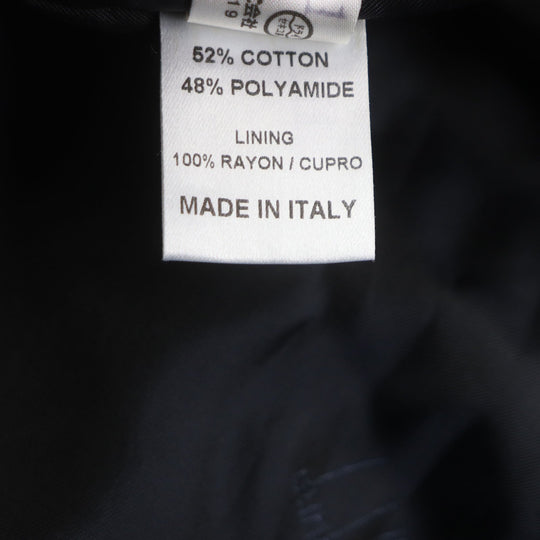 52% COTTON
48% POLYAMIDE
LINING
100% RAYON / CUPRO
MADE IN ITALY